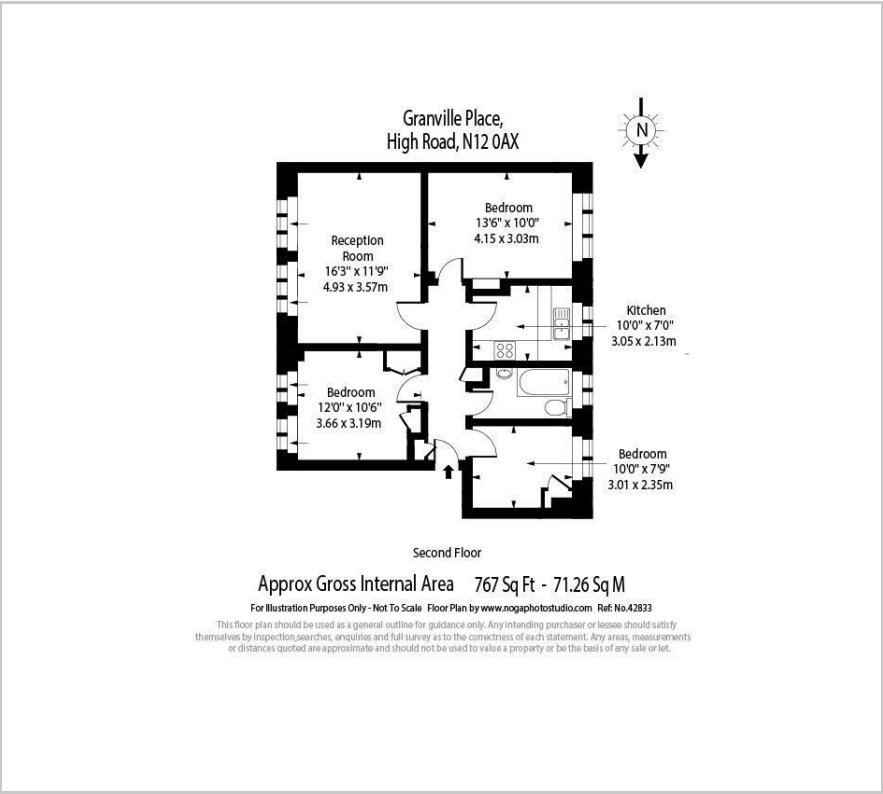 Granville Place,
High Road, N12 0AX
N
Reception
Room
16'3" x 11'9"
4.93 x 3.57m
Bedroom
13'6" x 10'0"
4.15 x 3.03m
Kitchen
10'0" x 7'0"
3.05 x 2.13m
Bedroom
12'0" x 10'6"
3.66 x 3.19m
Bedroom
10'0" x 7'9"
3.01 x 2.35m
Second Floor
Approx Gross Internal Area 767 Sq Ft - 71.26 Sq M
For Illustration Purposes Only - Not To Scale Floor Plan by www.nogaphotostudio.com Ref: No.42833
This floor plan should be used as a general outline for guidance only. Any intending purchaser or lessee should satisfy
themselves by inspection,searches, enquiries and full survey as to the correctness of each statement. Any areas, measurements
or distances quoted are approximate and should not be used to value a property or be the basis of any sale or let.